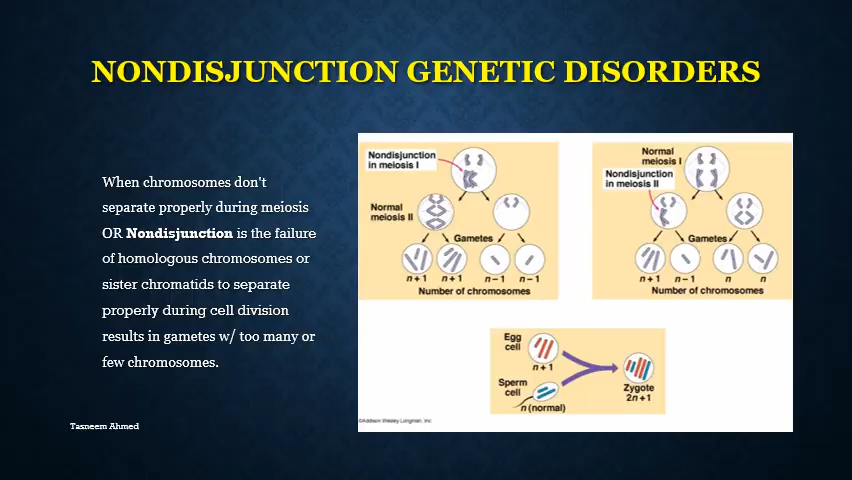 NONDISJUNCTION GENETIC DISORDERS
When chromosomes don't
separate properly during meiosis
OR Nondisjunction is the failure
of homologous chromosomes or
sister chromatids to separate
properly during cell division
results in gametes w/ too many or
few chromosomes.
Tasneem Ahmed
Nondisjunction
in meiosis I
Normal
meiosis II
Gametes
n + 1
n + 1
n – 1
n – 1
Number of chromosomes
Normal
meiosis I
Nondisjunction
in meiosis II
Gametes
n + 1
n – 1
n
n
Number of chromosomes
Egg
cell
n + 1
Sperm
cell
n (normal)
Zygote
2n + 1
©Addison Wesley Longman, Inc.